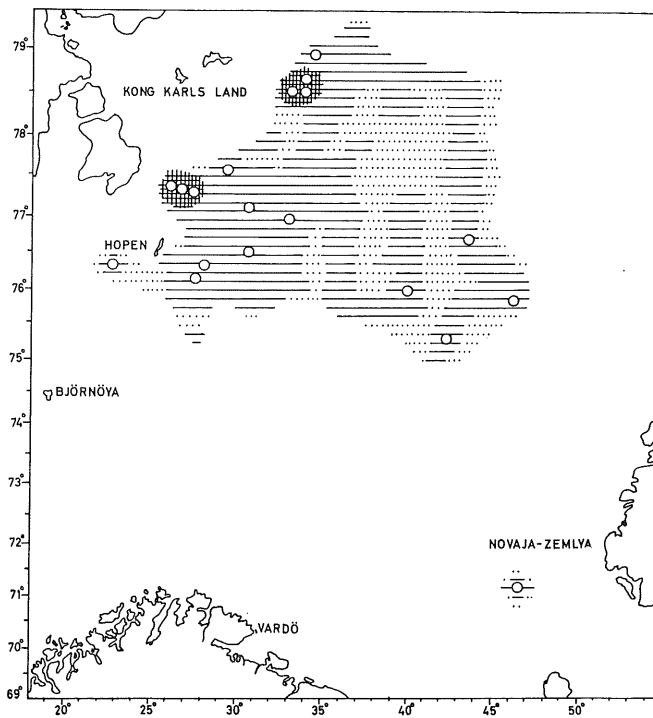 79°
KONG KARLS LAND
78°
77°
HOPEN
76°
75°
BJÖRNÖYA
74°
73°
72°
NOVAJA-ZEMLYA
71°
VARDÖ
70°
69°
20° 25° 30° 35° 40° 45° 50°